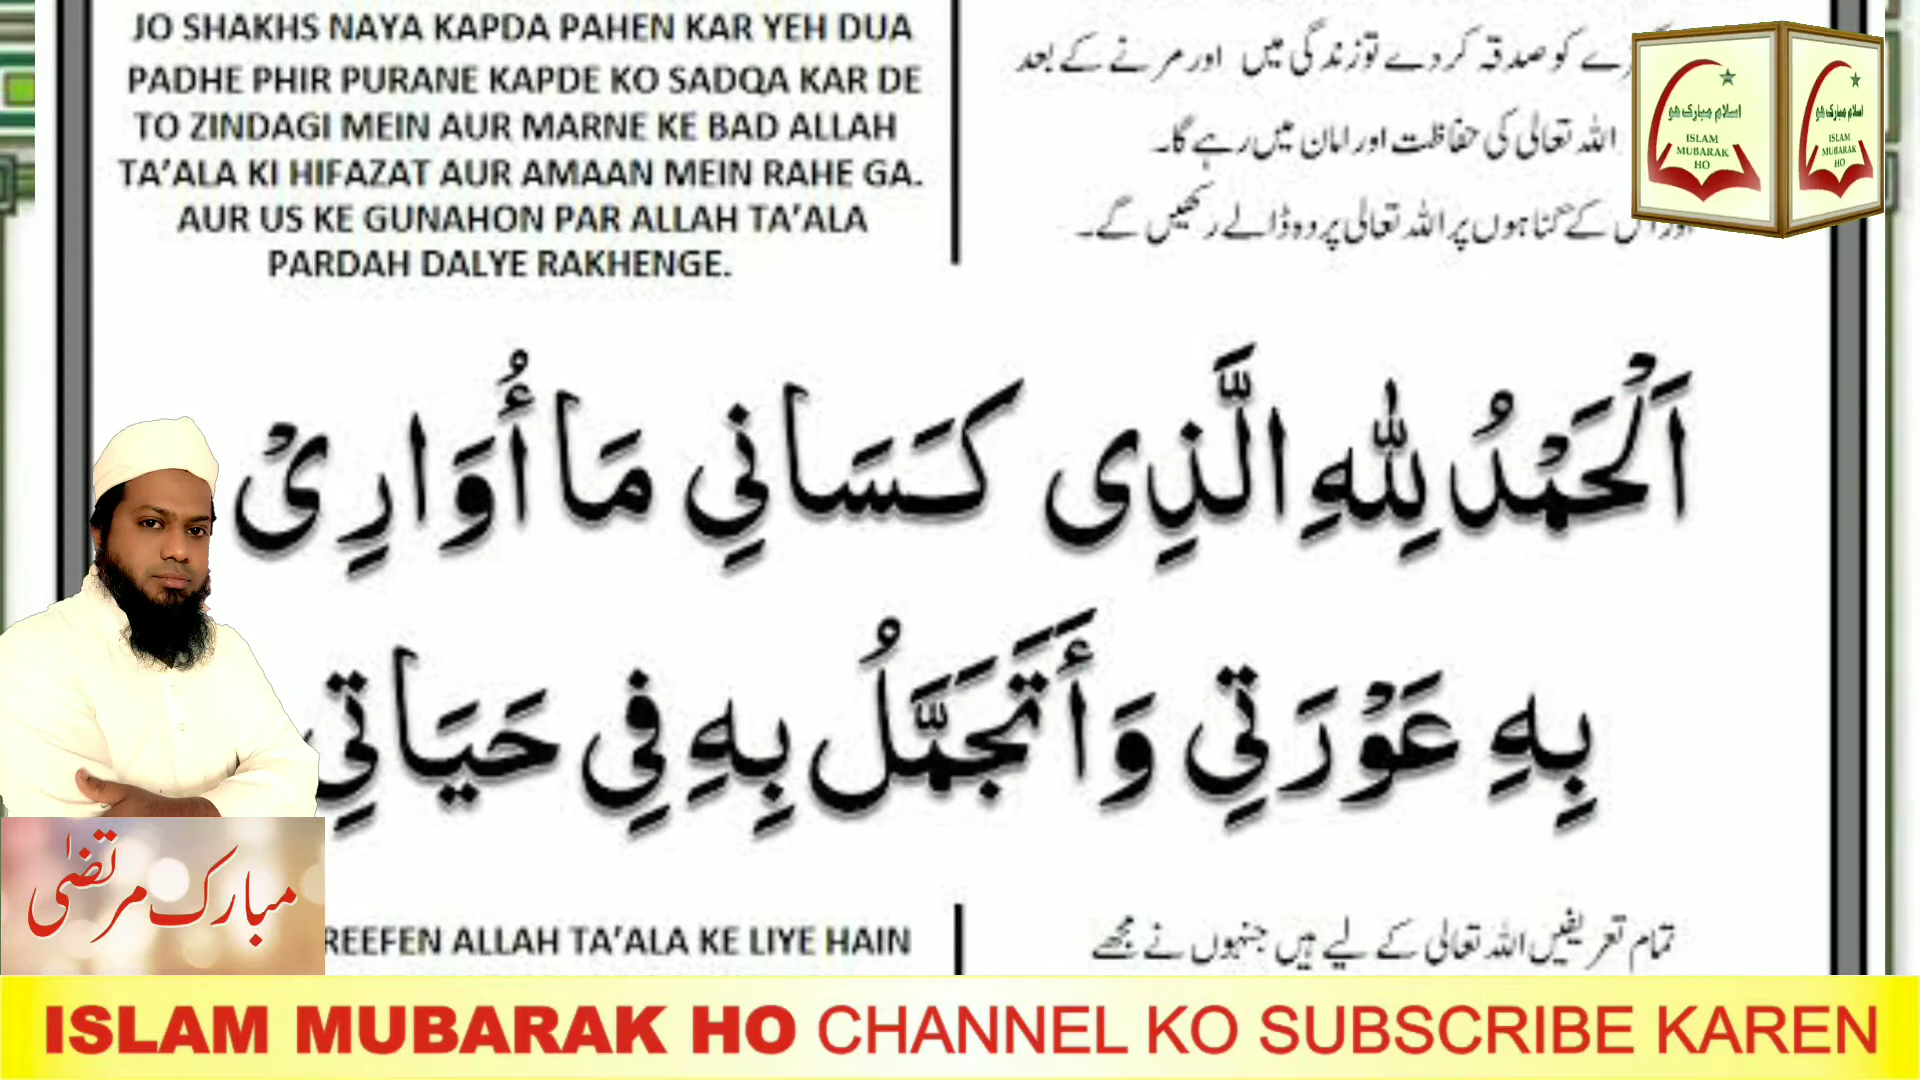 JO SHAKHS NAYA KAPDA PAHEN KAR YEH DUA
PADHE PHIR PURANE KAPDE KO SADQA KAR DE
TO ZINDAGI MEIN AUR MARNE KE BAD ALLAH
TA’ALA KI HIFAZAT AUR AMAAN MEIN RAHE GA.
AUR US KE GUNAHON PAR ALLAH TA’ALA
PARDAH DALYE RAKHENGE.
کو صدقہ کر دے تو زندگی میں اور مرنے کے بعد
اللہ تعالی کی حفاظت اور امان میں رہے گا۔
کے گناہوں پر اللہ تعالی پردہ ڈالے رکھیں گے۔
اسلام مبارک ھو
ISLAM
MUBARAK
HO
اسلام مبارک ھو
ISLAM
MUBARAK
HO
اَلْحَمْدُ لِلّٰهِ الَّذِی كَسَانِي مَا أُوَارِیْ
بِهِ عَوْرَتِي وَأَتَجَمَّلُ بِهِ فِي حَيَاتِي
REEFEN ALLAH TA’ALA KE LIYE HAIN
تمام تعریفیں اللہ تعالی کے لیے ہیں جنہوں نے مجھے
مبارک مرتضیٰ
ISLAM MUBARAK HO CHANNEL KO SUBSCRIBE KAREN